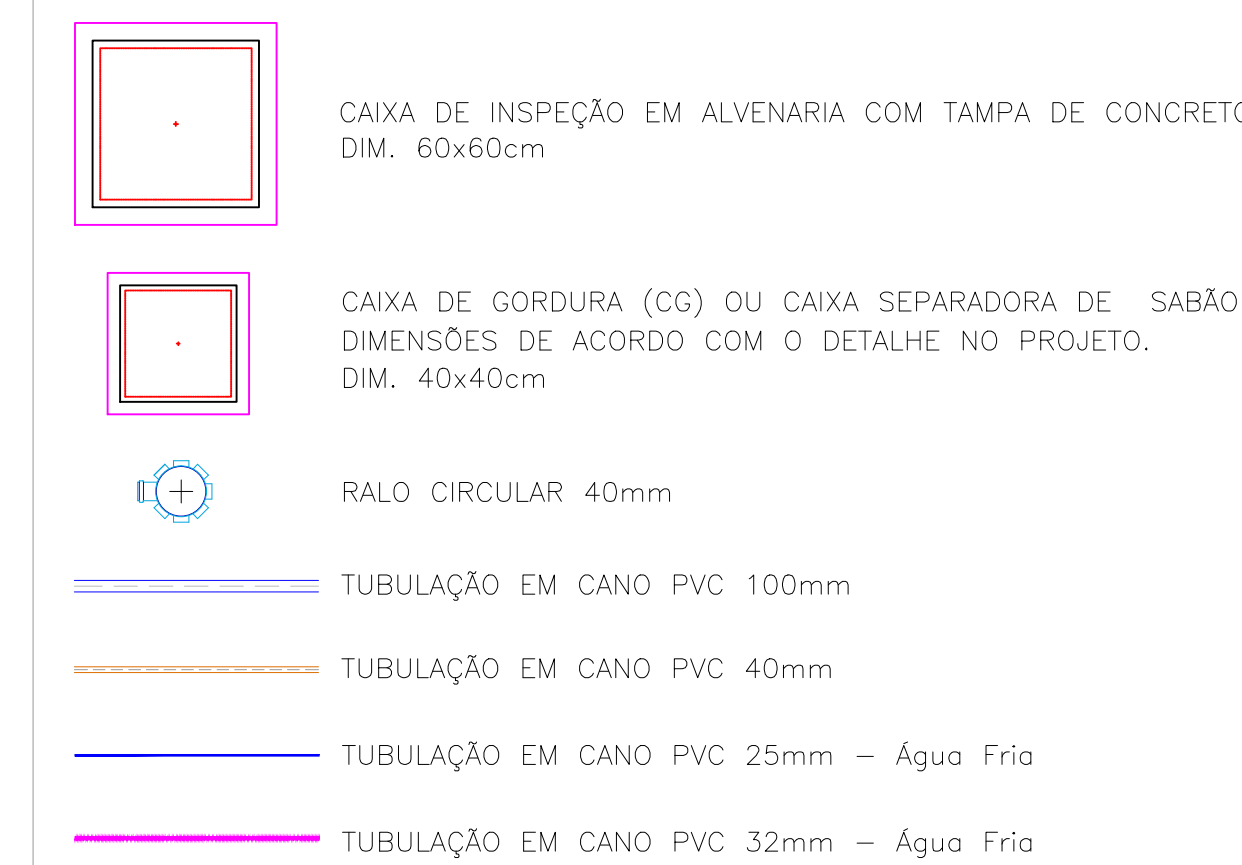 CAIXA DE INSPEÇÃO EM ALVENARIA COM TAMPA DE CONCRETO
DIM. 60x60cm
CAIXA DE GORDURA (CG) OU CAIXA SEPARADORA DE SABÃO
DIMENSÕES DE ACORDO COM O DETALHE NO PROJETO.
DIM. 40x40cm
RALO CIRCULAR 40mm
TUBULAÇÃO EM CANO PVC 100mm
TUBULAÇÃO EM CANO PVC 40mm
TUBULAÇÃO EM CANO PVC 25mm – Água Fria
TUBULAÇÃO EM CANO PVC 32mm – Água Fria